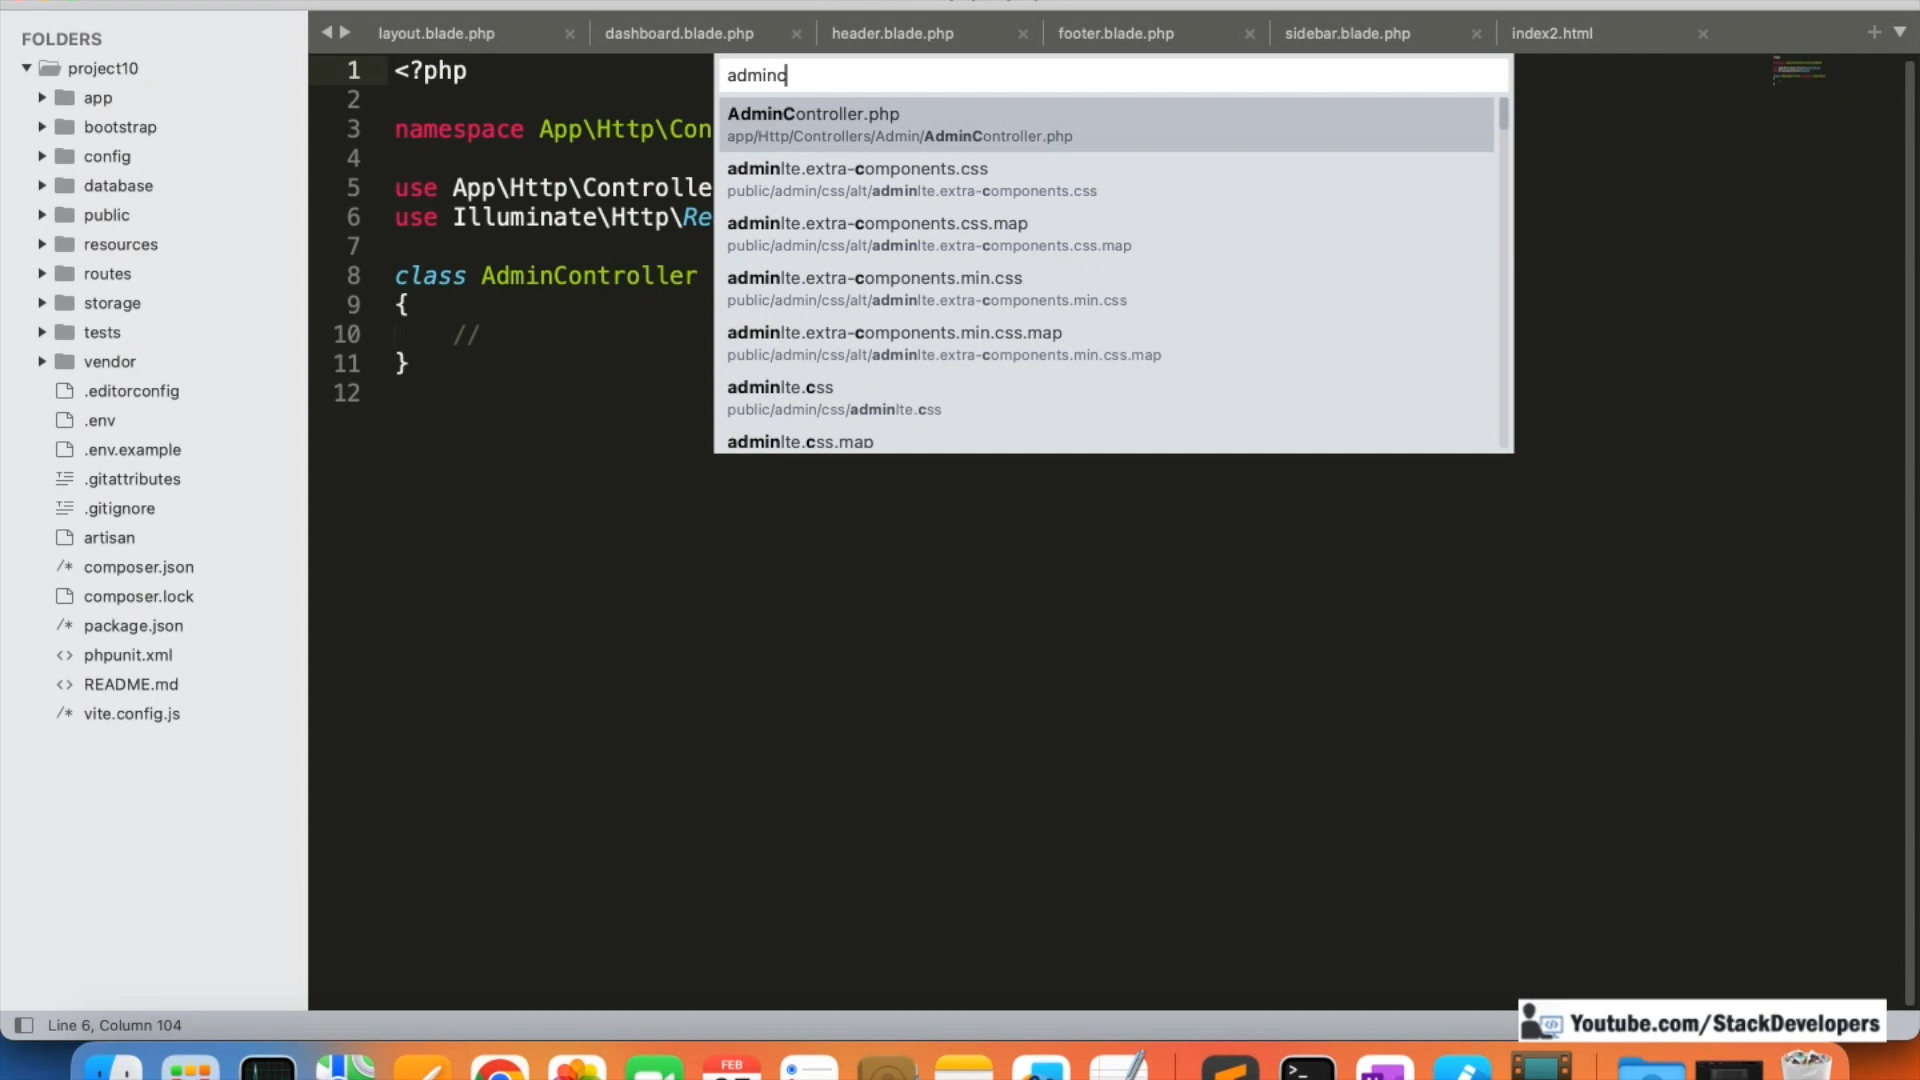 FOLDERS
project10
app
bootstrap
config
database
public
resources
routes
storage
tests
vendor
.editorconfig
.env
.env.example
.gitattributes
.gitignore
artisan
composer.json
composer.lock
package.json
phpunit.xml
README.md
vite.config.js
layout.blade.php
dashboard.blade.php
header.blade.php
footer.blade.php
sidebar.blade.php
index2.html
1 <?php
2
3 namespace App\Http\Con
4
5 use App\Http\Controlle
6 use Illuminate\Http\Re
7
8 class AdminController
9 {
10 //
11 }
12
adminc
AdminController.php
app/Http/Controllers/Admin/AdminController.php
adminlte.extra-components.css
public/admin/css/alt/adminlte.extra-components.css
adminlte.extra-components.css.map
public/admin/css/alt/adminlte.extra-components.css.map
adminlte.extra-components.min.css
public/admin/css/alt/adminlte.extra-components.min.css
adminlte.extra-components.min.css.map
public/admin/css/alt/adminlte.extra-components.min.css.map
adminlte.css
public/admin/css/adminlte.css
adminlte.css.map
Line 6, Column 104
Youtube.com/StackDevelopers
FEB